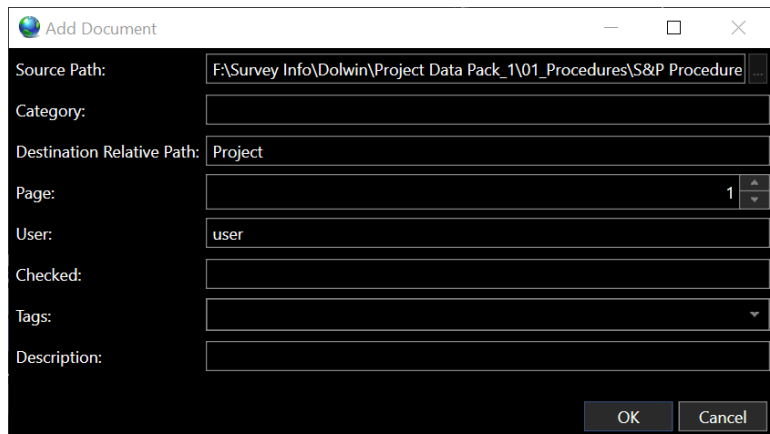 Add Document
Source Path: F:\Survey Info\Dolwin\Project Data Pack_1\01_Procedures\S&P Procedure ...
Category:
Destination Relative Path: Project
Page: 1
User: user
Checked:
Tags:
Description:
OK Cancel